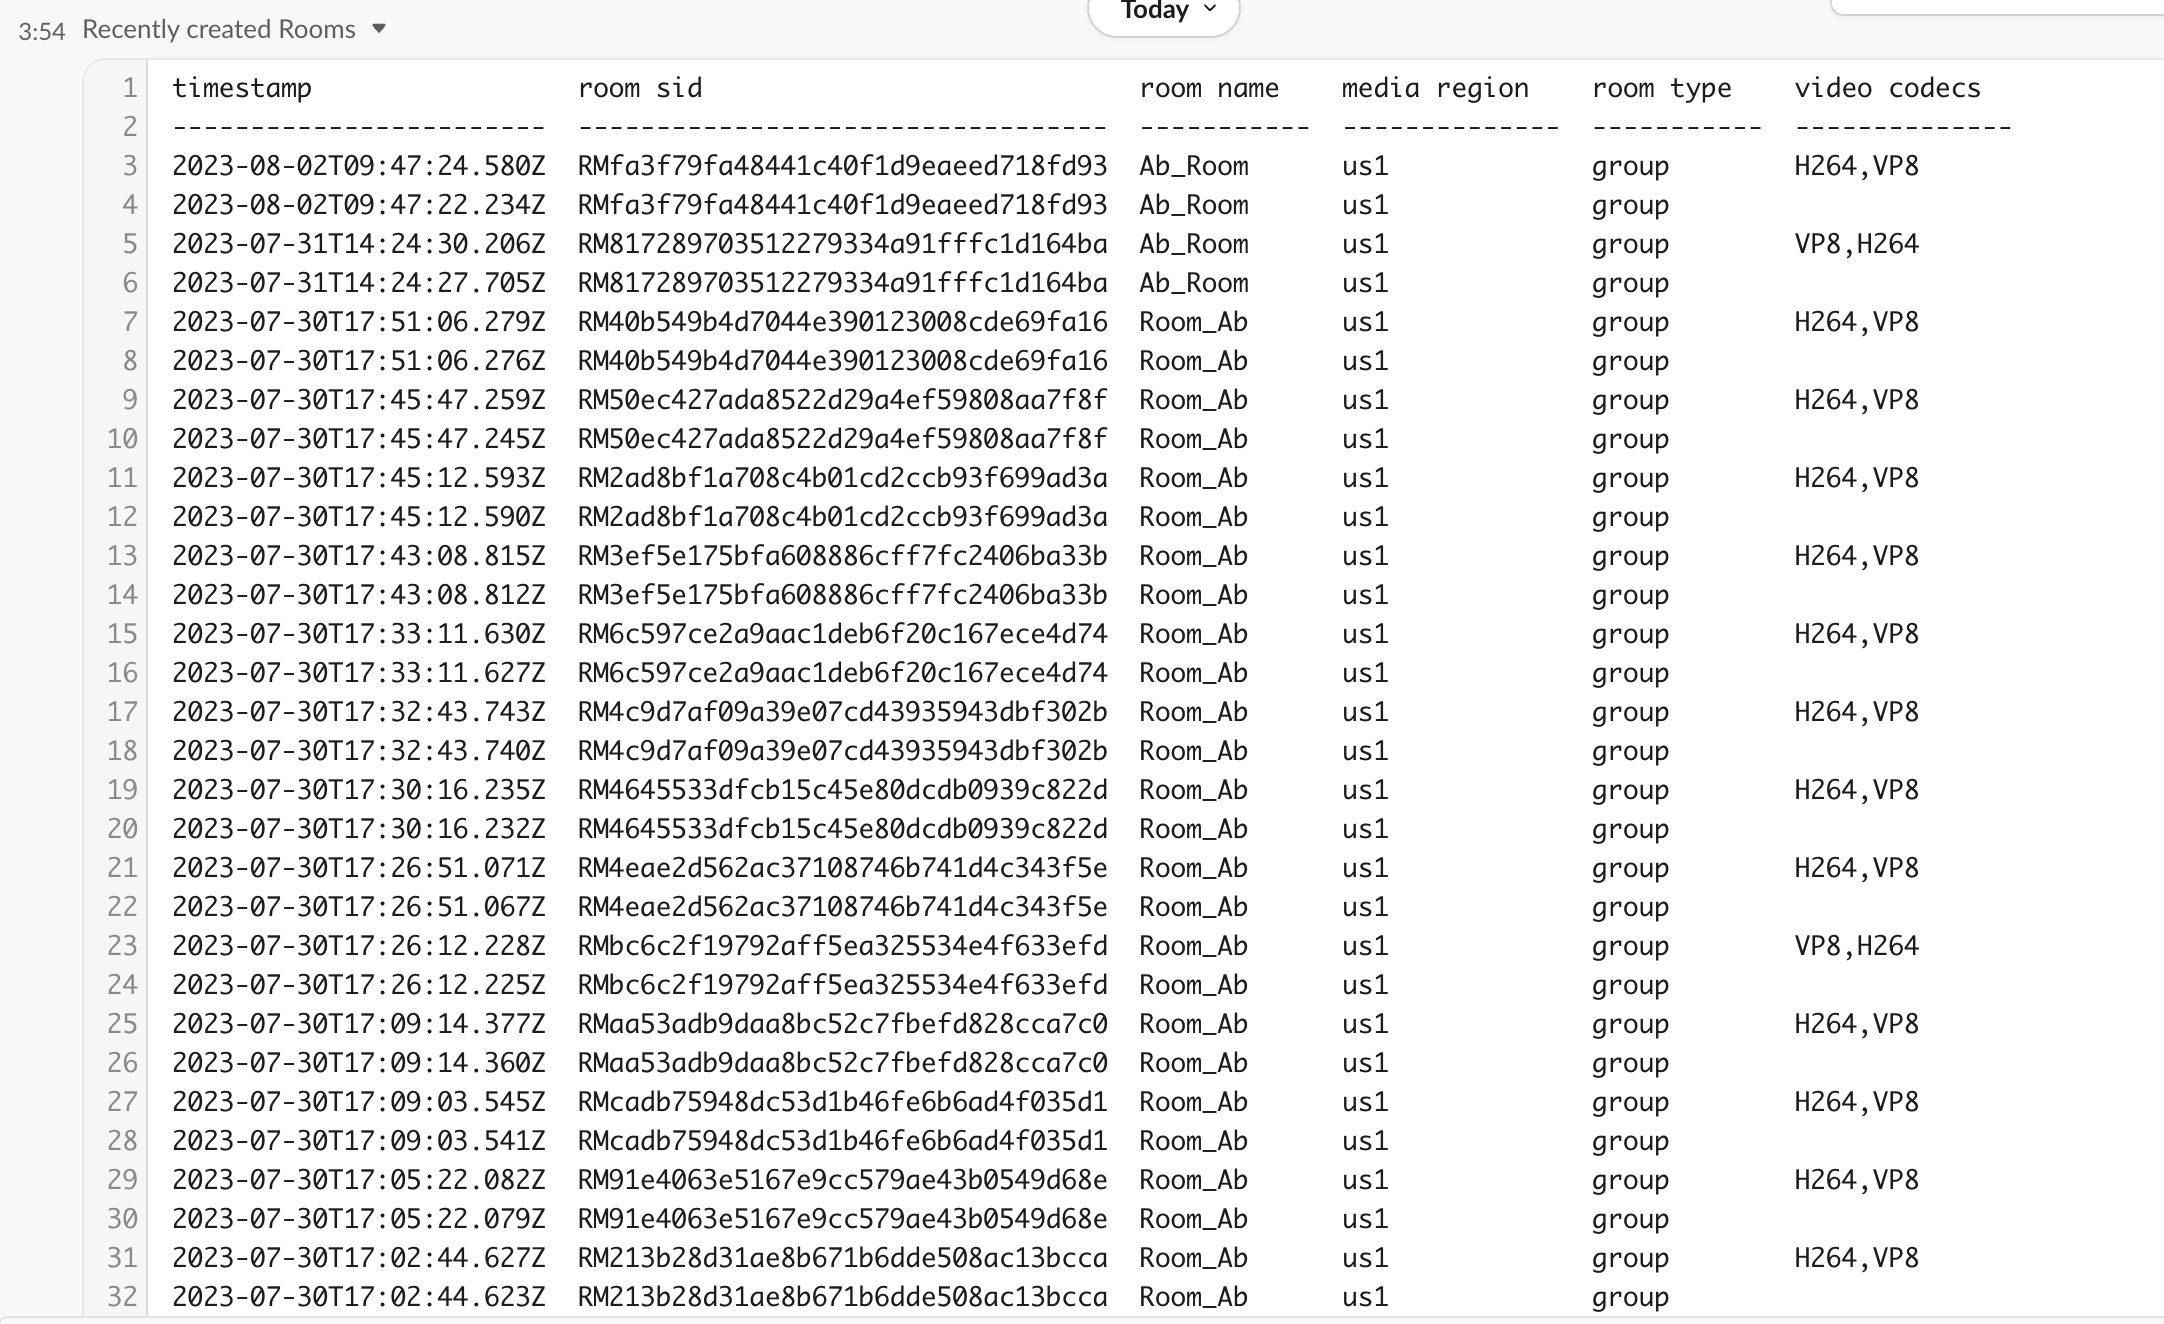 Today
3:54 Recently created Rooms
1 timestamp room sid room name media region room type video codecs
2 ------------------------ ---------------------------------- ----------- -------------- ----------- --------------
3 2023-08-02T09:47:24.580Z RMfa3f79fa48441c40f1d9eaeed718fd93 Ab_Room us1 group H264,VP8
4 2023-08-02T09:47:22.234Z RMfa3f79fa48441c40f1d9eaeed718fd93 Ab_Room us1 group
5 2023-07-31T14:24:30.206Z RM817289703512279334a91fffc1d164ba Ab_Room us1 group VP8,H264
6 2023-07-31T14:24:27.705Z RM817289703512279334a91fffc1d164ba Ab_Room us1 group
7 2023-07-30T17:51:06.279Z RM40b549b4d7044e390123008cde69fa16 Room_Ab us1 group H264,VP8
8 2023-07-30T17:51:06.276Z RM40b549b4d7044e390123008cde69fa16 Room_Ab us1 group
9 2023-07-30T17:45:47.259Z RM50ec427ada8522d29a4ef59808aa7f8f Room_Ab us1 group H264,VP8
10 2023-07-30T17:45:47.245Z RM50ec427ada8522d29a4ef59808aa7f8f Room_Ab us1 group
11 2023-07-30T17:45:12.593Z RM2ad8bf1a708c4b01cd2ccb93f699ad3a Room_Ab us1 group H264,VP8
12 2023-07-30T17:45:12.590Z RM2ad8bf1a708c4b01cd2ccb93f699ad3a Room_Ab us1 group
13 2023-07-30T17:43:08.815Z RM3ef5e175bfa608886cff7fc2406ba33b Room_Ab us1 group H264,VP8
14 2023-07-30T17:43:08.812Z RM3ef5e175bfa608886cff7fc2406ba33b Room_Ab us1 group
15 2023-07-30T17:33:11.630Z RM6c597ce2a9aac1deb6f20c167ece4d74 Room_Ab us1 group H264,VP8
16 2023-07-30T17:33:11.627Z RM6c597ce2a9aac1deb6f20c167ece4d74 Room_Ab us1 group
17 2023-07-30T17:32:43.743Z RM4c9d7af09a39e07cd43935943dbf302b Room_Ab us1 group H264,VP8
18 2023-07-30T17:32:43.740Z RM4c9d7af09a39e07cd43935943dbf302b Room_Ab us1 group
19 2023-07-30T17:30:16.235Z RM4645533dfcb15c45e80dcdb0939c822d Room_Ab us1 group H264,VP8
20 2023-07-30T17:30:16.232Z RM4645533dfcb15c45e80dcdb0939c822d Room_Ab us1 group
21 2023-07-30T17:26:51.071Z RM4eae2d562ac37108746b741d4c343f5e Room_Ab us1 group H264,VP8
22 2023-07-30T17:26:51.067Z RM4eae2d562ac37108746b741d4c343f5e Room_Ab us1 group
23 2023-07-30T17:26:12.228Z RMbc6c2f19792aff5ea325534e4f633efd Room_Ab us1 group VP8,H264
24 2023-07-30T17:26:12.225Z RMbc6c2f19792aff5ea325534e4f633efd Room_Ab us1 group
25 2023-07-30T17:09:14.377Z RMaa53adb9daa8bc52c7fbefd828cca7c0 Room_Ab us1 group H264,VP8
26 2023-07-30T17:09:14.360Z RMaa53adb9daa8bc52c7fbefd828cca7c0 Room_Ab us1 group
27 2023-07-30T17:09:03.545Z RMcadb75948dc53d1b46fe6b6ad4f035d1 Room_Ab us1 group H264,VP8
28 2023-07-30T17:09:03.541Z RMcadb75948dc53d1b46fe6b6ad4f035d1 Room_Ab us1 group
29 2023-07-30T17:05:22.082Z RM91e4063e5167e9cc579ae43b0549d68e Room_Ab us1 group H264,VP8
30 2023-07-30T17:05:22.079Z RM91e4063e5167e9cc579ae43b0549d68e Room_Ab us1 group
31 2023-07-30T17:02:44.627Z RM213b28d31ae8b671b6dde508ac13bcca Room_Ab us1 group H264,VP8
32 2023-07-30T17:02:44.623Z RM213b28d31ae8b671b6dde508ac13bcca Room_Ab us1 group